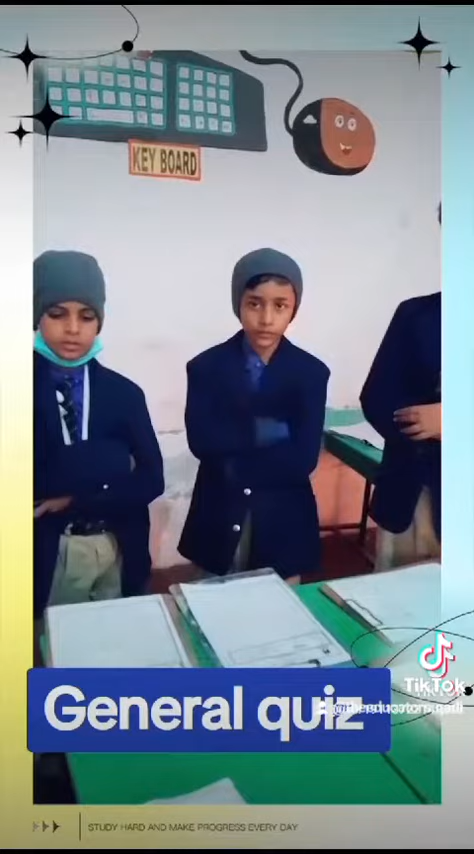 KEY BOARD
General quiz
TikTok
STUDY HARD AND MAKE PROGRESS EVERY DAY